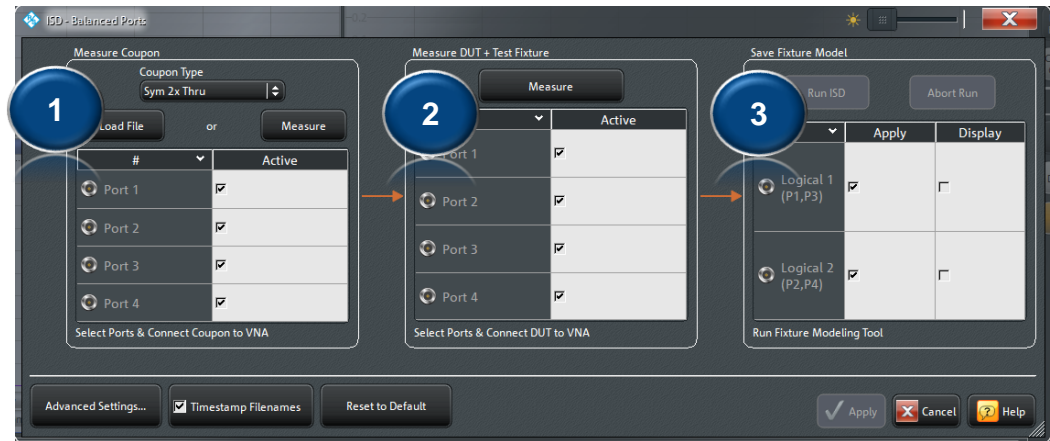 ISD - Balanced Ports
-0.2
Measure Coupon
Coupon Type
Sym 2x Thru
1
Load File
or
Measure
#
Active
Port 1
Port 2
Port 3
Port 4
Select Ports & Connect Coupon to VNA
Measure DUT + Test Fixture
2
Measure
Active
Port 1
Port 2
Port 3
Port 4
Select Ports & Connect DUT to VNA
Save Fixture Model
3
Run ISD
Abort Run
Apply
Display
Logical 1
(P1,P3)
Logical 2
(P2,P4)
Run Fixture Modeling Tool
Advanced Settings...
Timestamp Filenames
Reset to Default
Apply
Cancel
Help